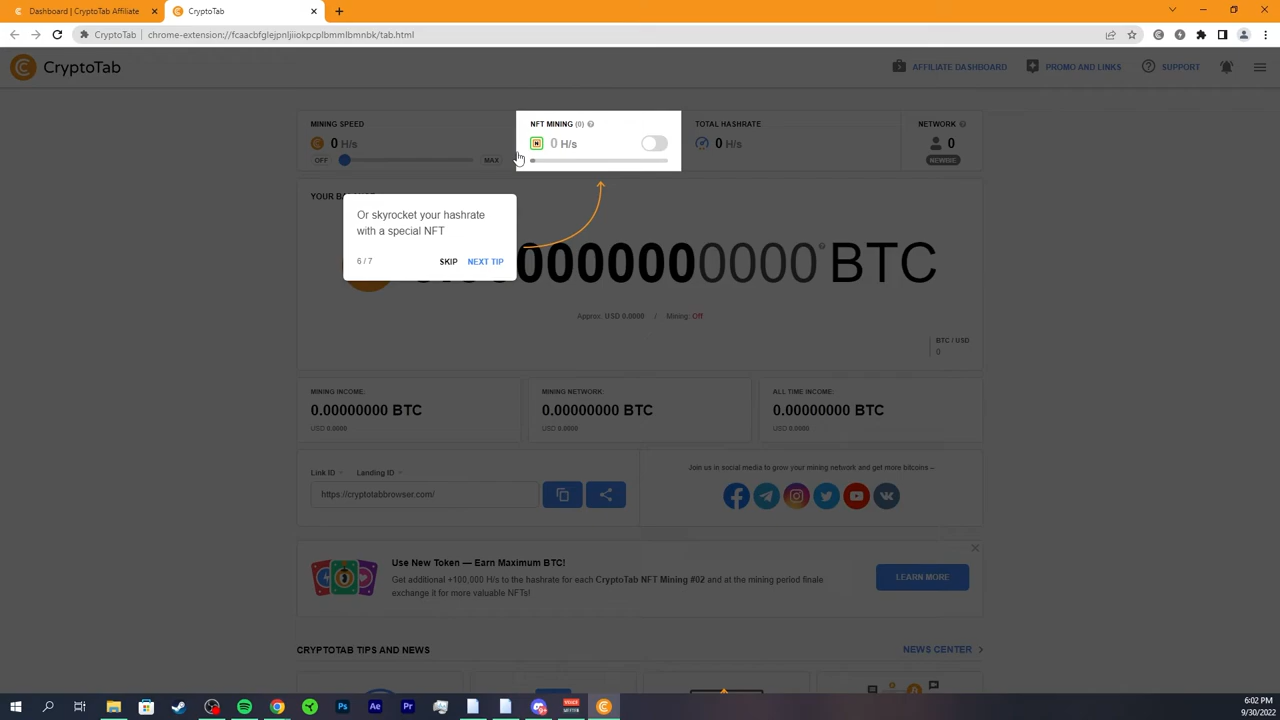 Dashboard | CryptoTab Affiliate
CryptoTab
CryptoTab | chrome-extension://fcaacbfglejpnljiiokpcplbmmlbmnbk/tab.html
CryptoTab
AFFILIATE DASHBOARD
PROMO AND LINKS
SUPPORT
MINING SPEED
0 H/s
OFF
MAX
NFT MINING (0)
0 H/s
TOTAL HASHRATE
0 H/s
NETWORK
0
NEWBIE
Or skyrocket your hashrate
with a special NFT
6 / 7
SKIP
NEXT TIP
BTC
Approx. USD 0.0000 / Mining: Off
BTC / USD
0
MINING INCOME:
0.00000000 BTC
USD 0.0000
MINING NETWORK:
0.00000000 BTC
USD 0.0000
ALL TIME INCOME:
0.00000000 BTC
USD 0.0000
Link ID
Landing ID
https://cryptotabbrowser.com/
Join us in social media to grow your mining network and get more bitcoins –
Use New Token — Earn Maximum BTC!
Get additional +100,000 H/s to the hashrate for each CryptoTab NFT Mining #02 and at the mining period finale
exchange it for more valuable NFTs!
LEARN MORE
CRYPTOTAB TIPS AND NEWS
NEWS CENTER
6:02 PM
9/30/2022